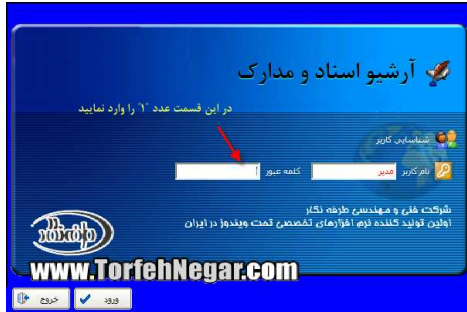 آرشیو اسناد و مدارک
در این قسمت عدد "۱" را وارد نمایید
شناسایی کاربر
نام کاربر مدیر کلمه عبور
شرکت فنی و مهندسی طرفه نگار
اولین تولید کننده نرم افزارهای تخصصی تحت ویندوز در ایران
www.TorfehNegar.com
ورود خروج